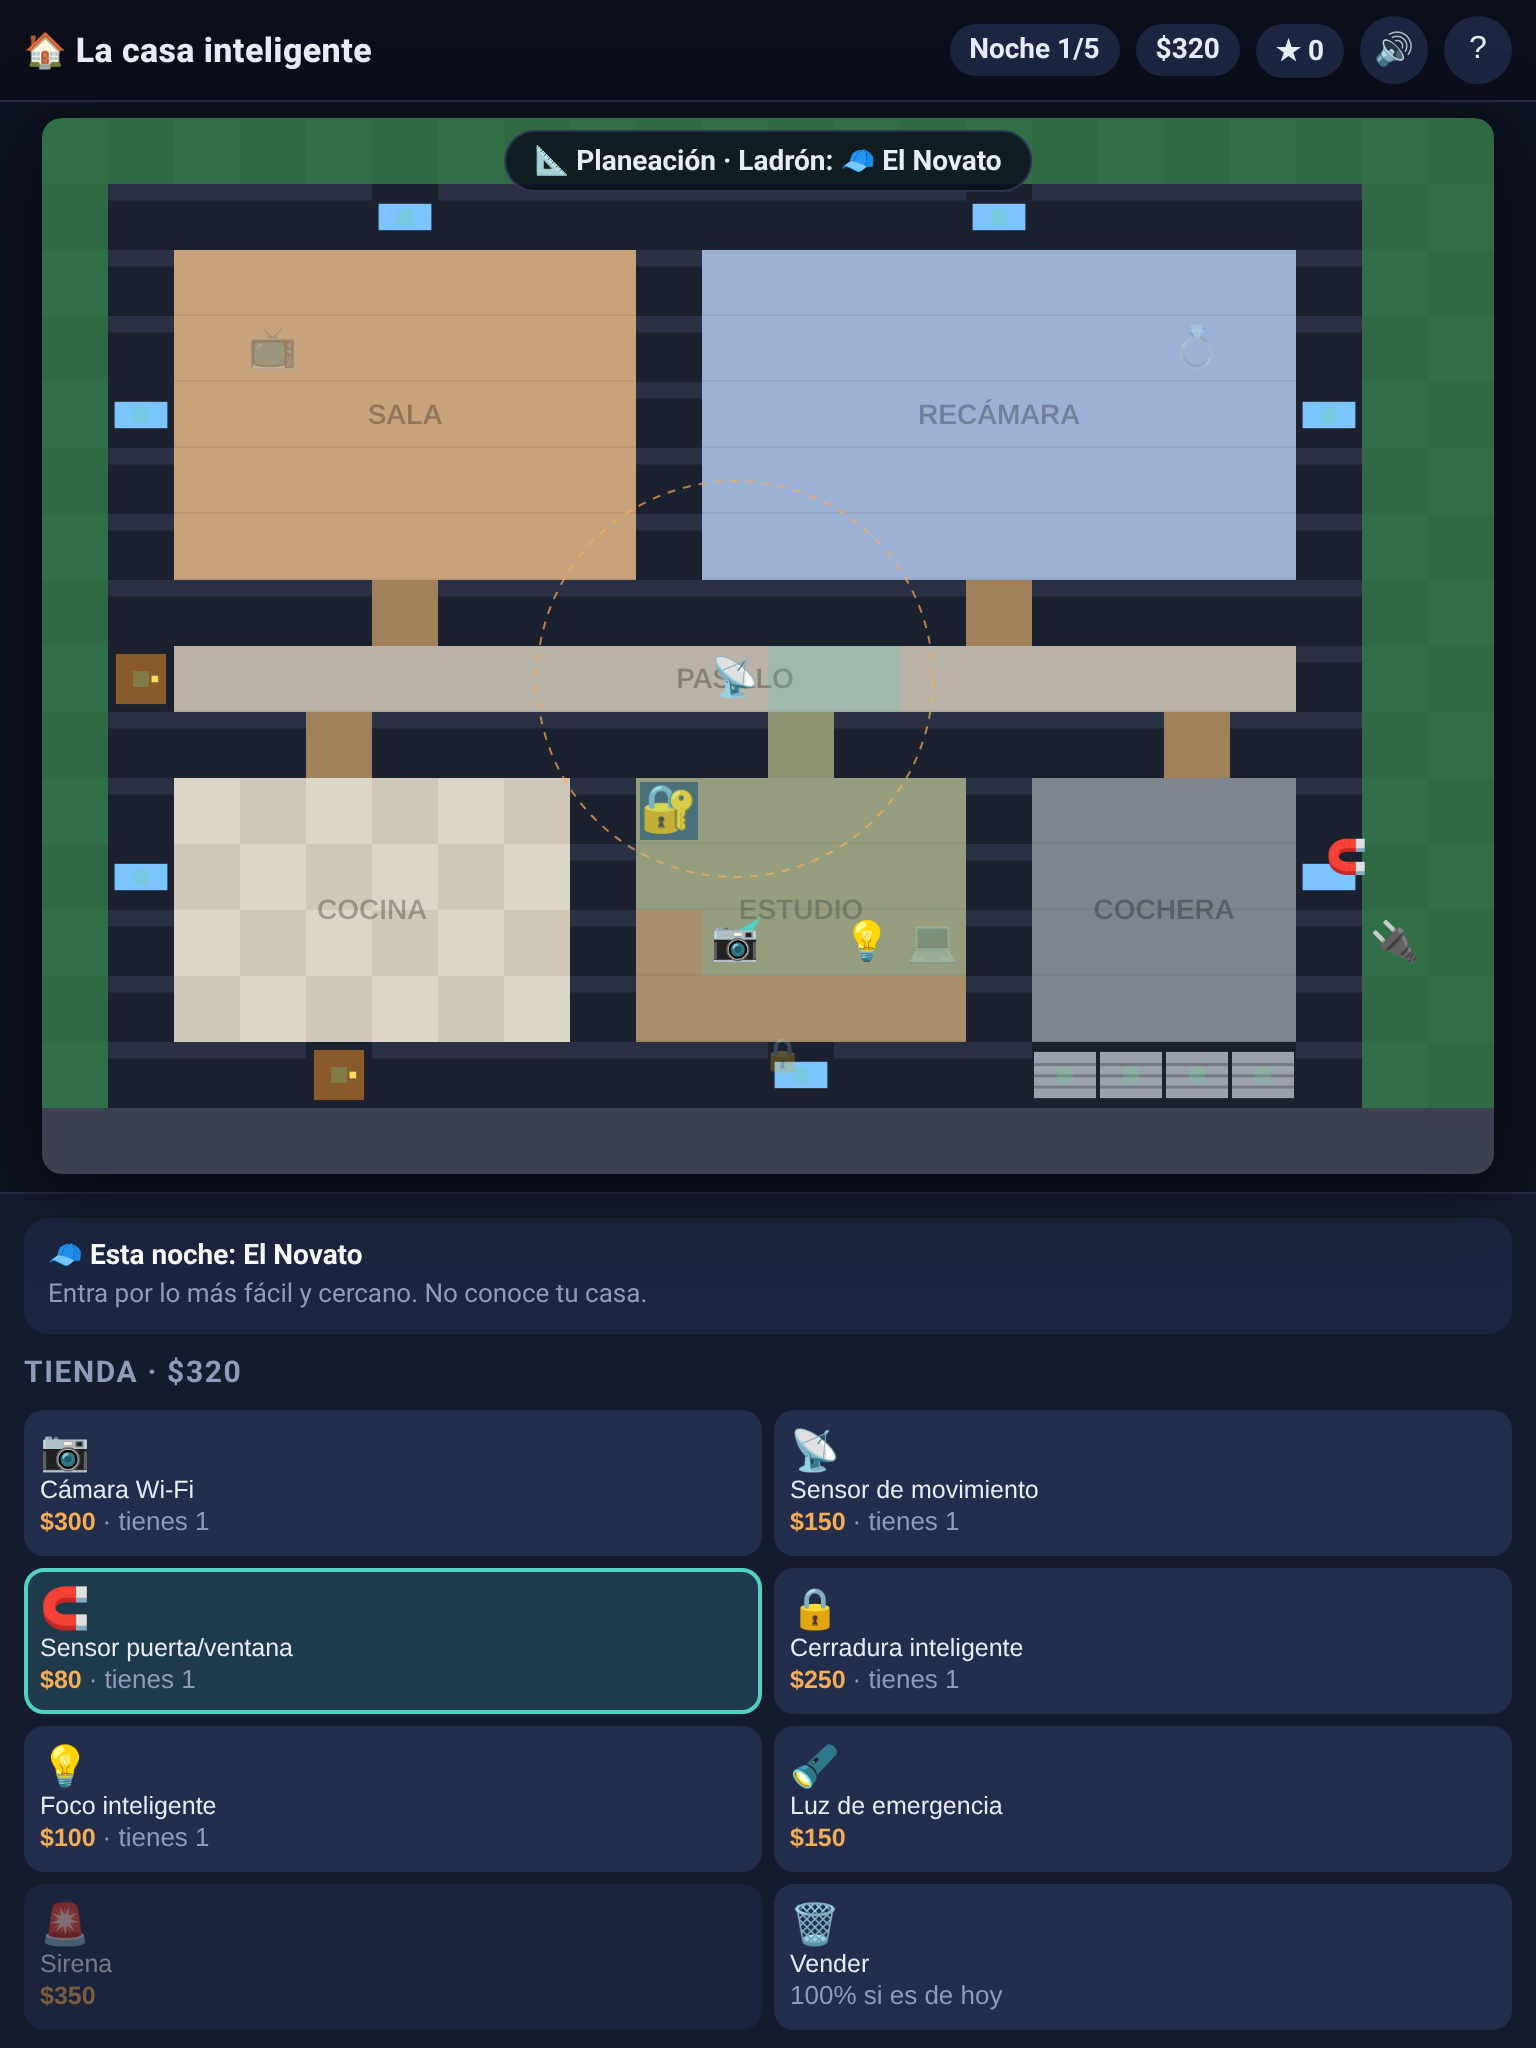 La casa inteligente
Noche 1/5
$320
★ 0
?
Planeación · Ladrón: El Novato
SALA
RECÁMARA
PASILLO
COCINA
ESTUDIO
COCHERA
Esta noche: El Novato
Entra por lo más fácil y cercano. No conoce tu casa.
TIENDA · $320
Cámara Wi-Fi
$300 · tienes 1
Sensor de movimiento
$150 · tienes 1
Sensor puerta/ventana
$80 · tienes 1
Cerradura inteligente
$250 · tienes 1
Foco inteligente
$100 · tienes 1
Luz de emergencia
$150
Sirena
$350
Vender
100% si es de hoy